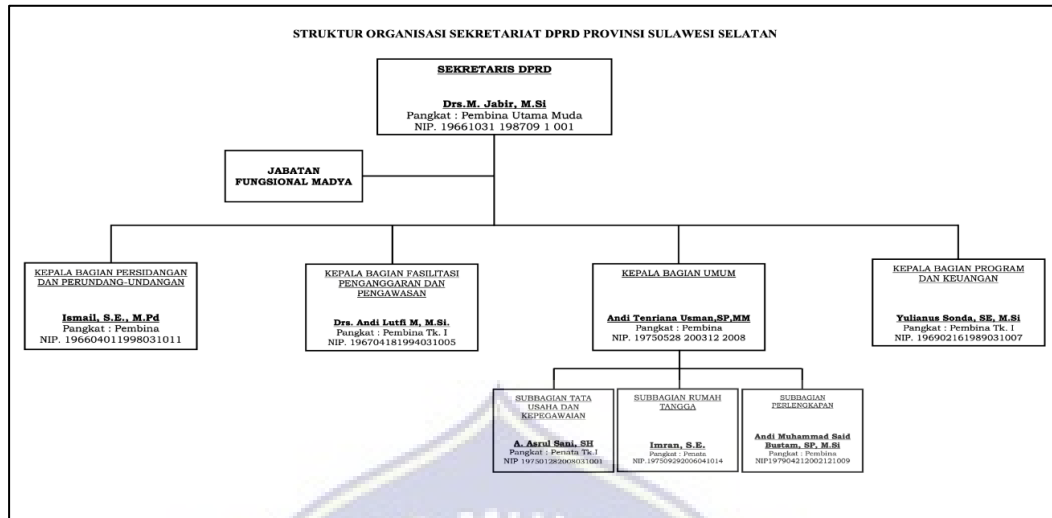 STRUKTUR ORGANISASI SEKRETARIAT DPRD PROVINSI SULAWESI SELATAN
SEKRETARIS DPRD
Drs.M. Jabir, M.Si
Pangkat : Pembina Utama Muda
NIP. 19661031 198709 1 001
JABATAN
FUNGSIONAL MADYA
KEPALA BAGIAN PERSIDANGAN
DAN PERUNDANG-UNDANGAN
Ismail, S.E., M.Pd
Pangkat : Pembina
NIP. 196604011998031011
KEPALA BAGIAN FASILITASI
PENGANGGARAN DAN
PENGAWASAN
Drs. Andi Lutfi M, M.Si.
Pangkat : Pembina Tk. I
NIP. 196704181994031005
KEPALA BAGIAN UMUM
Andi Tenriana Usman,SP,MM
Pangkat : Pembina
NIP. 19750528 200312 2008
KEPALA BAGIAN PROGRAM
DAN KEUANGAN
Yulianus Sonda, SE, M.Si
Pangkat : Pembina Tk. I
NIP. 196902161989031007
SUBBAGIAN TATA
USAHA DAN
KEPEGAWAIAN
A. Asrul Sani, SH
Pangkat : Penata Tk.I
NIP 197501282008031001
SUBBAGIAN RUMAH
TANGGA
Imran, S.E.
Pangkat : Penata
NIP.197509292006041014
SUBBAGIAN
PERLENGKAPAN
Andi Muhammad Said
Bustam, SP, M.Si
Pangkat : Pembina
NIP197904212002121009